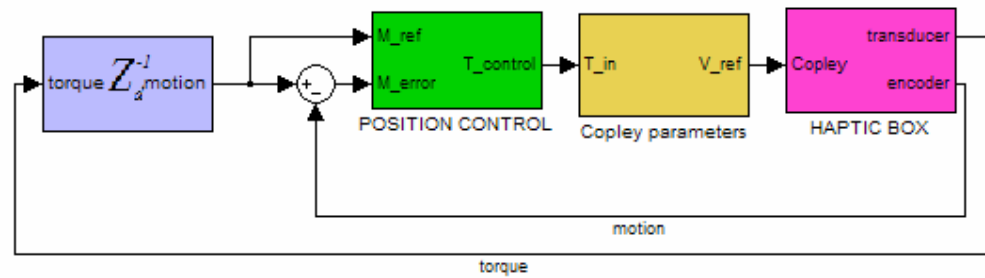 M_ref
transducer
torque Z_d^-1 motion
T_control
T_in
V_ref
Copley
M_error
encoder
POSITION CONTROL
Copley parameters
HAPTIC BOX
motion
torque